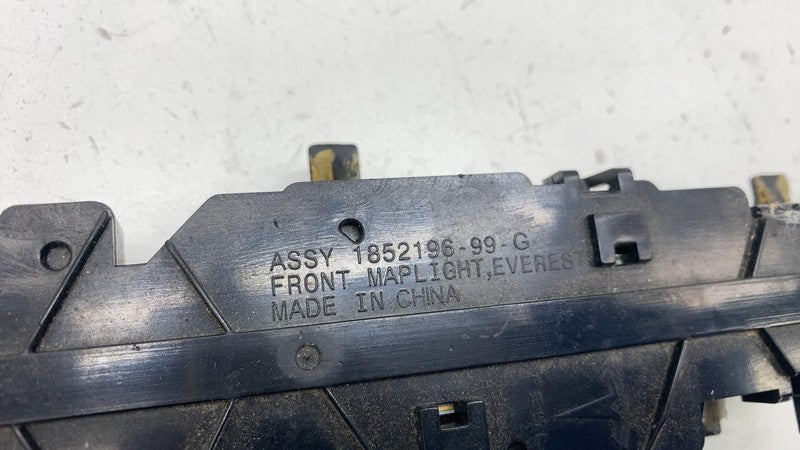 ASSY 1852196-99-G
FRONT MAPLIGHT,EVEREST
MADE IN CHINA